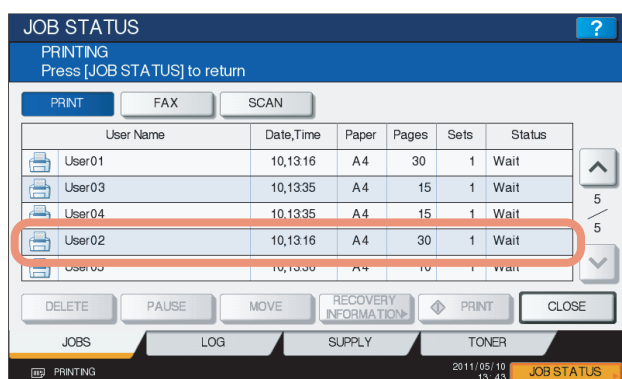 JOB STATUS ?
PRINTING
Press [JOB STATUS] to return
PRINT FAX SCAN
User Name Date,Time Paper Pages Sets Status
User01 10,13:16 A4 30 1 Wait
User03 10,13:35 A4 15 1 Wait
User04 10,13:35 A4 15 1 Wait
User02 10,13:16 A4 30 1 Wait
10 1 Wait
5
5
DELETE PAUSE MOVE RECOVERY INFORMATION PRINT CLOSE
JOBS LOG SUPPLY TONER
PRINTING 2011/05/10 13:43 JOB STATUS